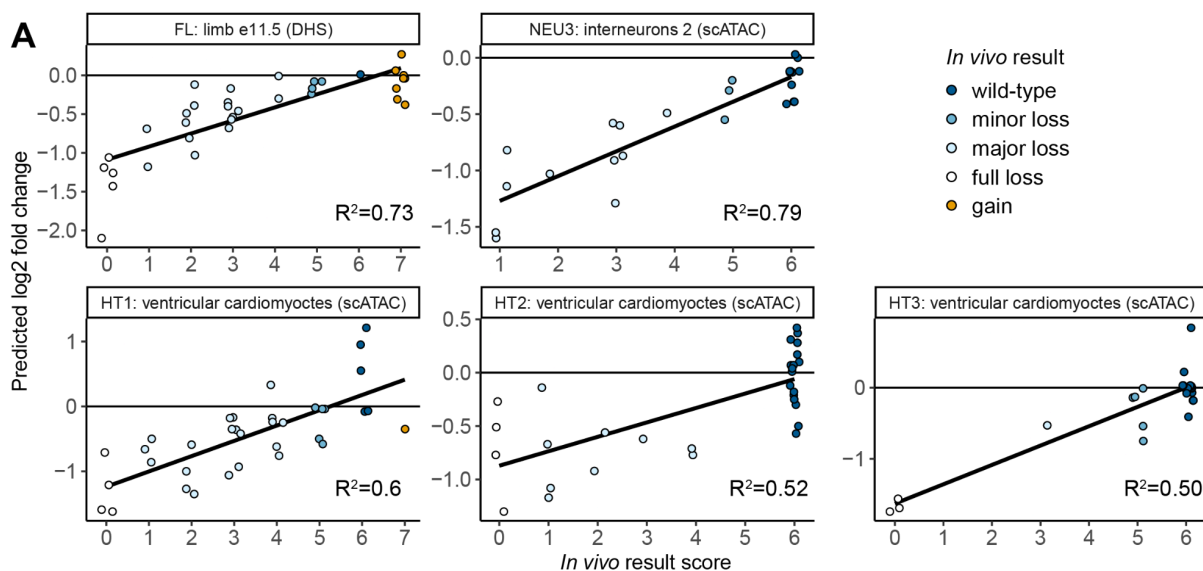 A
FL: limb e11.5 (DHS)
NEU3: interneurons 2 (scATAC)
In vivo result
wild-type
minor loss
major loss
full loss
gain
Predicted log2 fold change
0.0
−0.5
−1.0
−1.5
−2.0
R²=0.73
0 1 2 3 4 5 6 7
0.0
−0.5
−1.0
−1.5
R²=0.79
1 2 3 4 5 6
HT1: ventricular cardiomyoctes (scATAC)
HT2: ventricular cardiomyoctes (scATAC)
HT3: ventricular cardiomyoctes (scATAC)
1
0
−1
R²=0.6
0 1 2 3 4 5 6 7
0.5
0.0
−0.5
−1.0
R²=0.52
0 1 2 3 4 5 6
0
−1
R²=0.50
0 1 2 3 4 5 6
In vivo result score